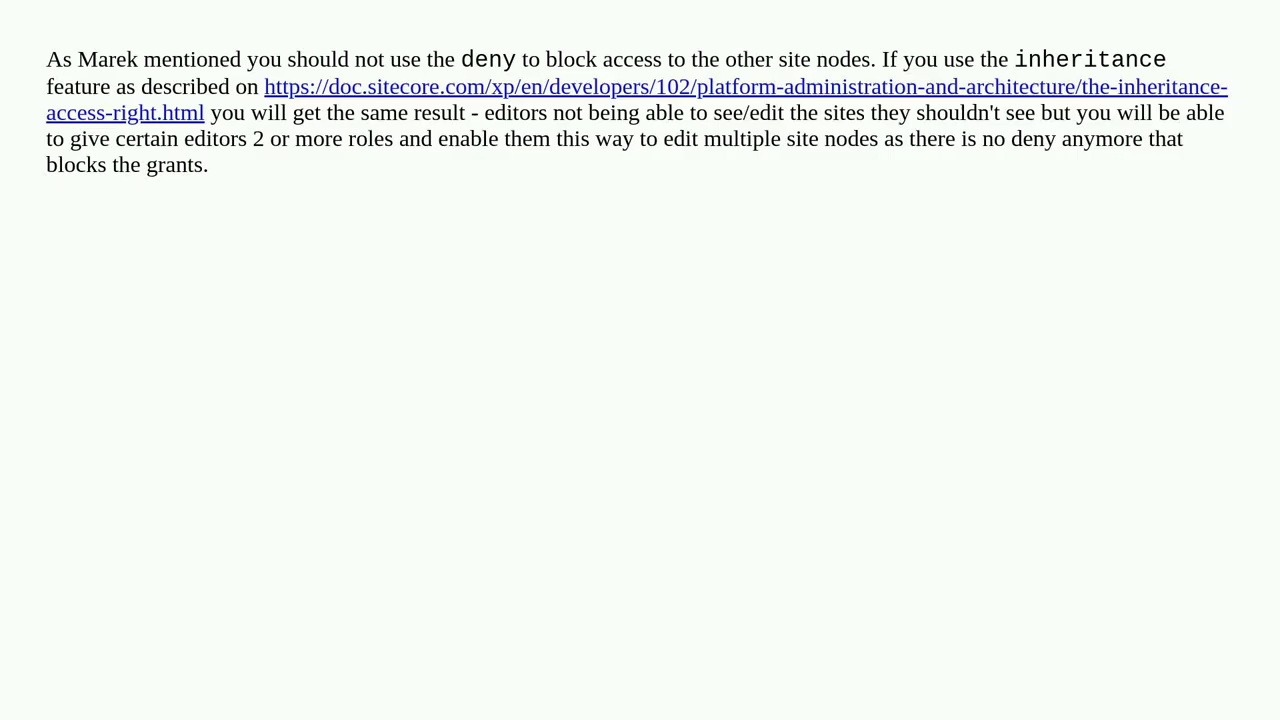 As Marek mentioned you should not use the deny to block access to the other site nodes. If you use the inheritance
feature as described on https://doc.sitecore.com/xp/en/developers/102/platform-administration-and-architecture/the-inheritance-
access-right.html you will get the same result - editors not being able to see/edit the sites they shouldn't see but you will be able
to give certain editors 2 or more roles and enable them this way to edit multiple site nodes as there is no deny anymore that
blocks the grants.